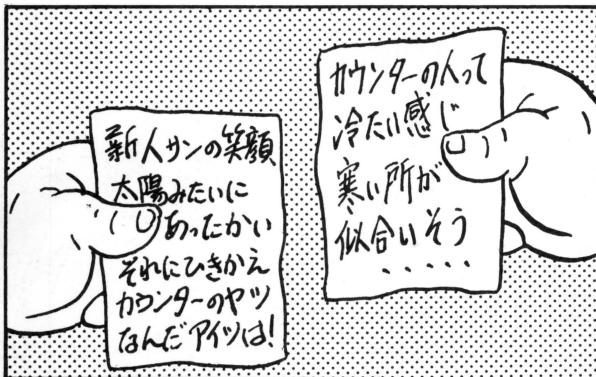 カウンターの人って
冷たい感じ
寒い所が
似合いそう
・・・・・
新人サンの笑顔
太陽みたいに
あったかい
それにひきかえ
カウンターのヤツ
なんだアイツは!